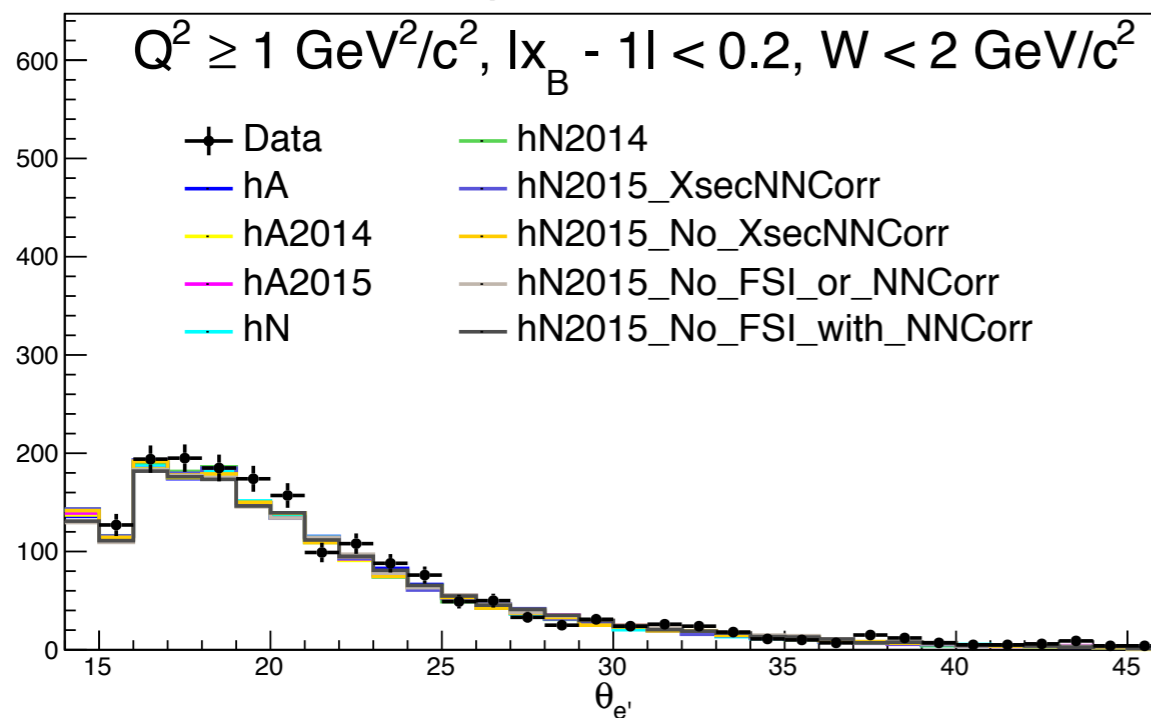 Q² ≥ 1 GeV²/c², |x_B - 1| < 0.2, W < 2 GeV/c²
600
500
400
300
200
100
0
Data
hA
hA2014
hA2015
hN
hN2014
hN2015_XsecNNCorr
hN2015_No_XsecNNCorr
hN2015_No_FSI_or_NNCorr
hN2015_No_FSI_with_NNCorr
15 20 25 30 35 40 45
θ_e'